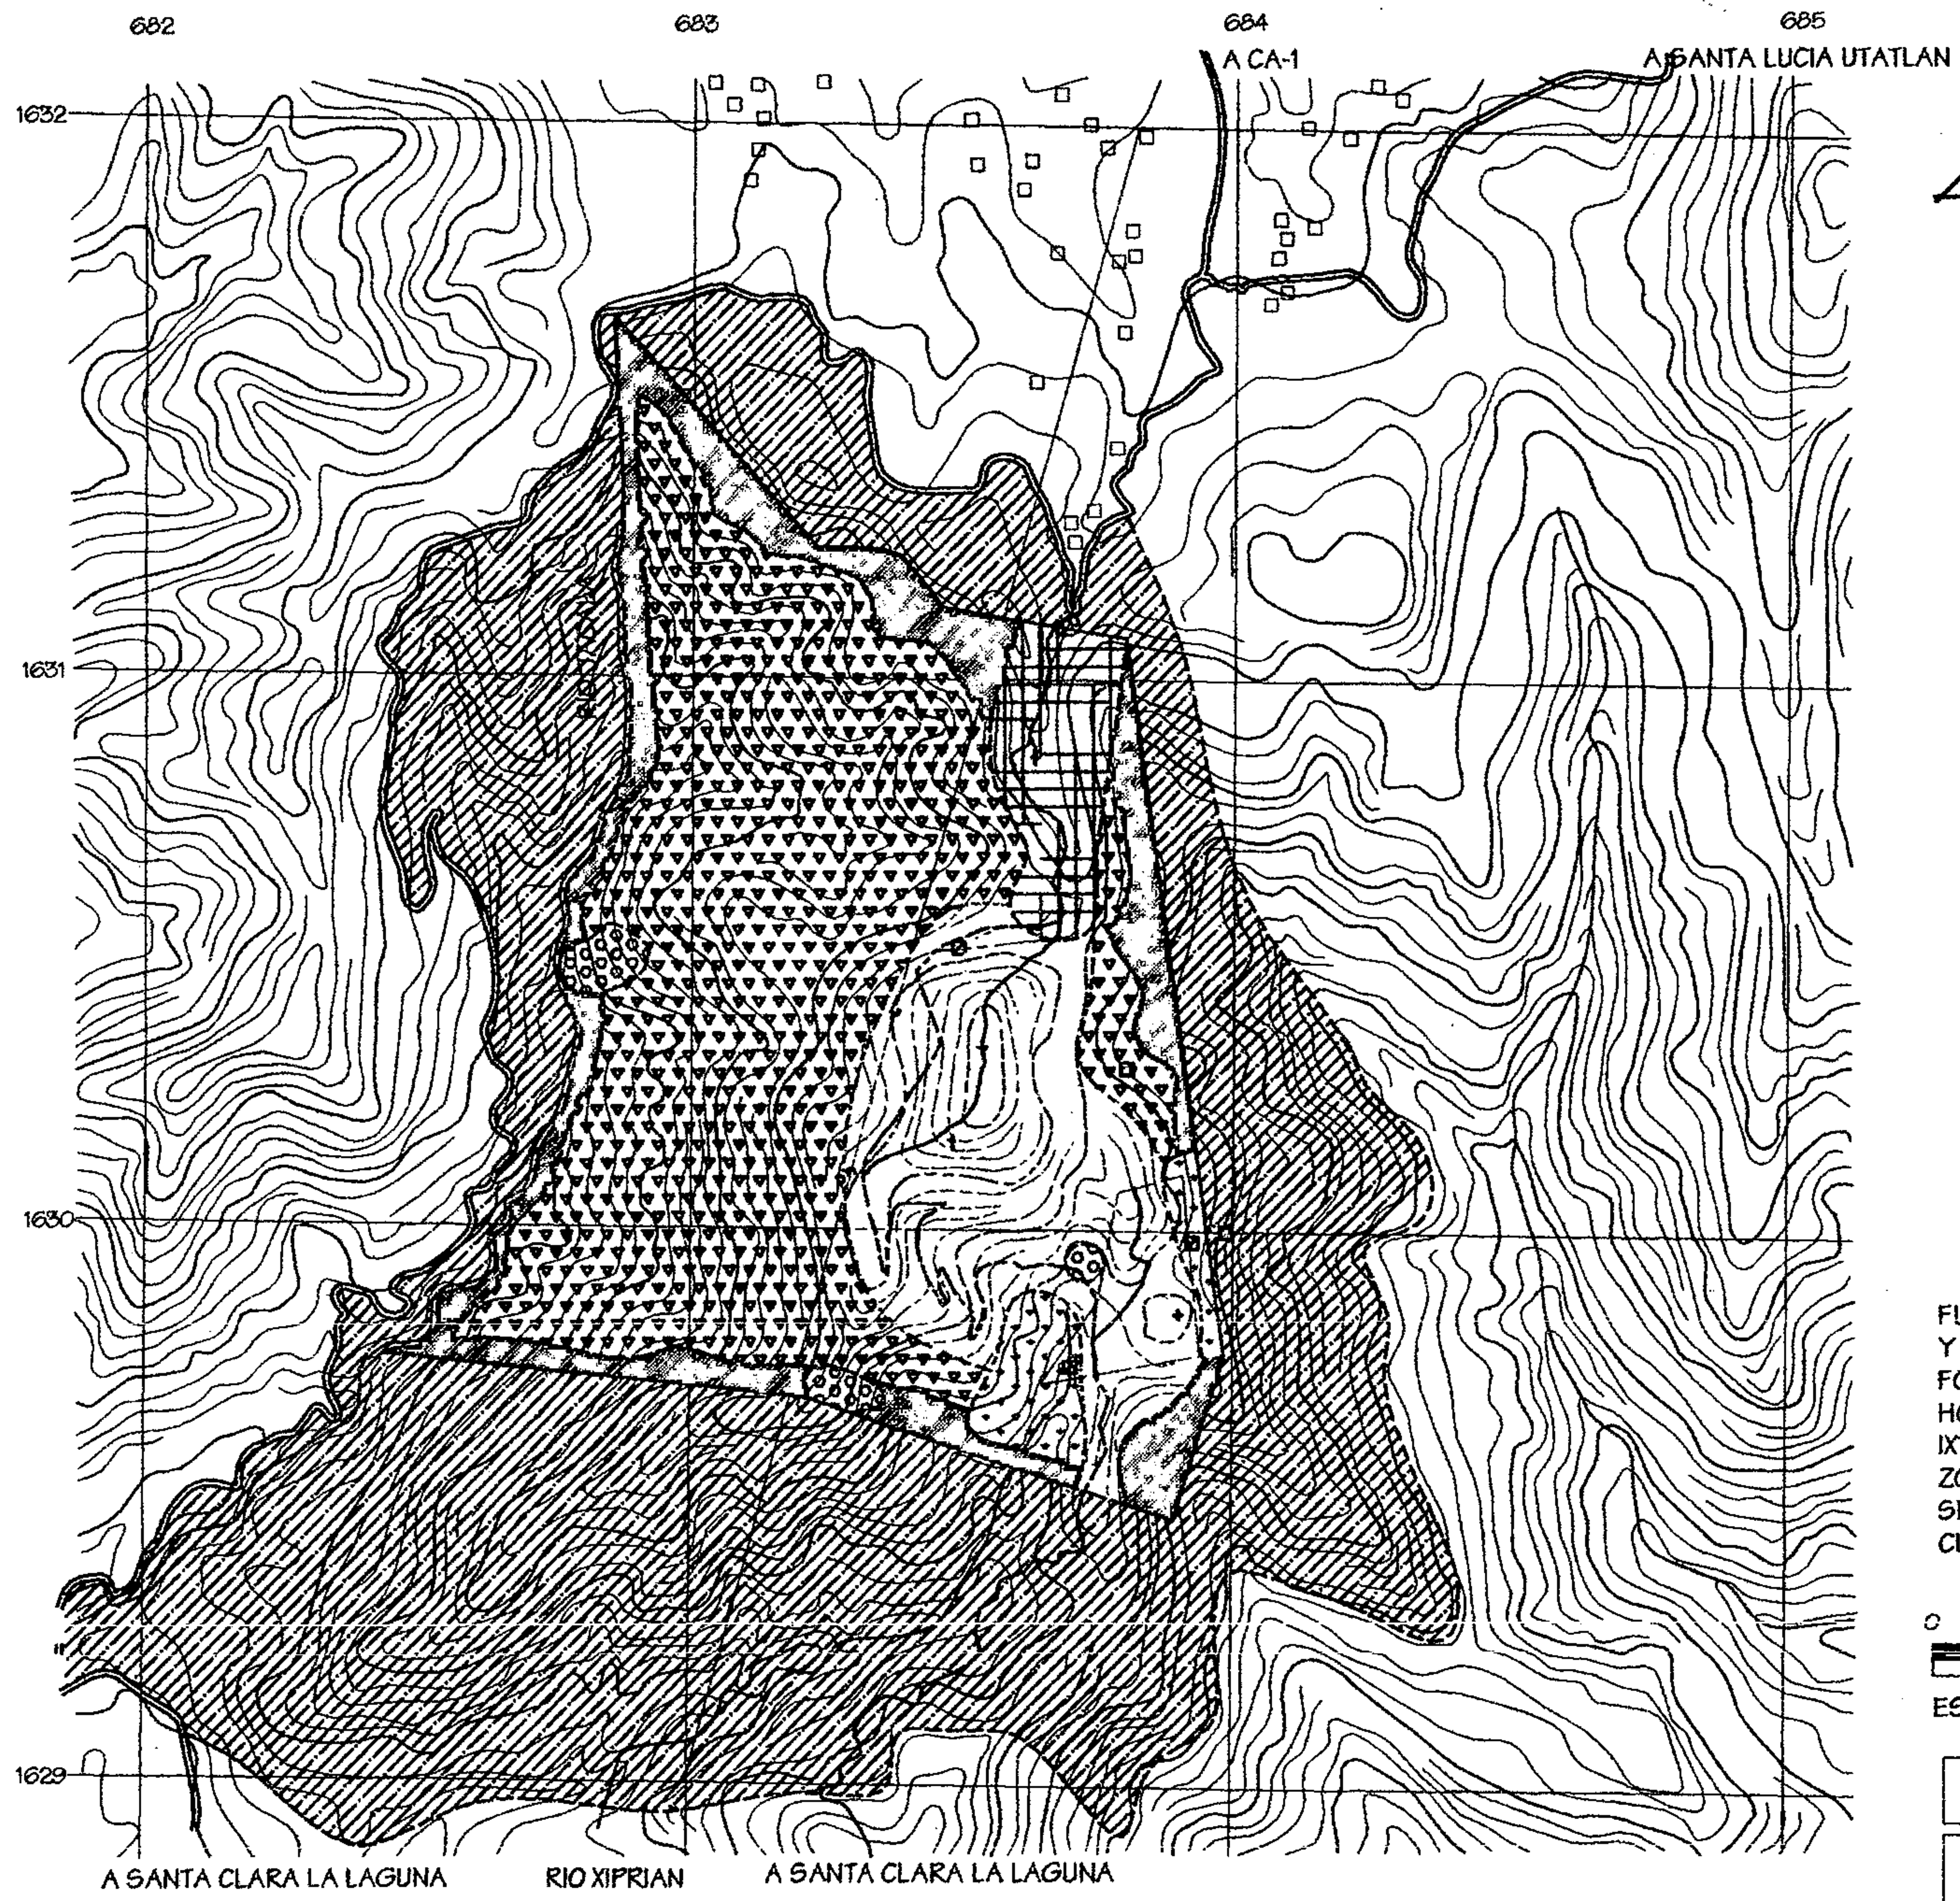 682 683 684 685
A CA-1 A SANTA LUCIA UTATLAN
1632
1631
1630
1629
A SANTA CLARA LA LAGUNA RIO XIPRIAN A SANTA CLARA LA LAGUNA
Y
O